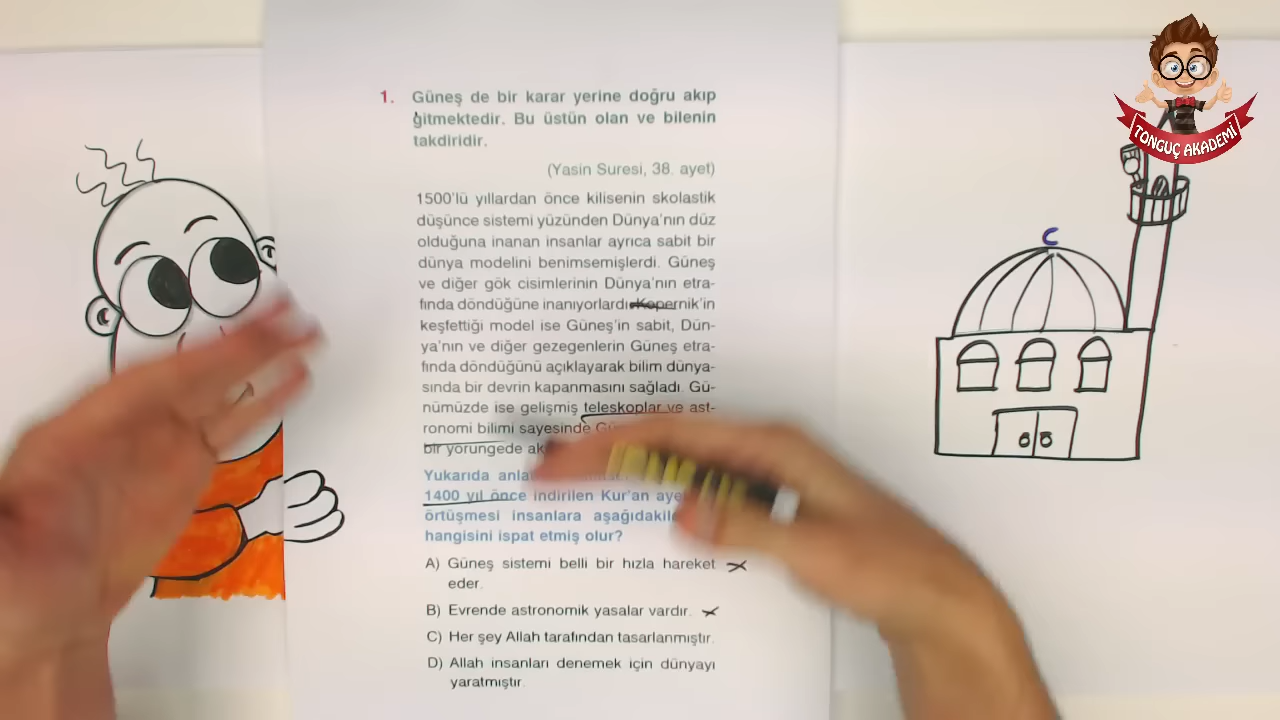 1. Güneş de bir karar yerine doğru akıp
gitmektedir. Bu üstün olan ve bilenin
takdiridir.
(Yasin Suresi, 38. ayet)
1500'lü yıllardan önce kilisenin skolastik
düşünce sistemi yüzünden Dünya'nın düz
olduğuna inanan insanlar ayrıca sabit bir
dünya modelini benimsemişlerdi. Güneş
ve diğer gök cisimlerinin Dünya'nın etra-
fında döndüğüne inanıyorlardı. Kopernik'in
keşfettiği model ise Güneş'in sabit, Dün-
ya'nın ve diğer gezegenlerin Güneş etra-
fında döndüğünü açıklayarak bilim dünya-
sında bir devrin kapanmasını sağladı. Gü-
nümüzde ise gelişmiş teleskoplar ve ast-
ronomi bilimi sayesinde
bir yörüngede
Yukarıda
1400 yıl önce indirilen Kur'an
örtüşmesi insanlara
hangisini ispat etmiş olur?
A) Güneş sistemi belli bir hızla hareket
eder.
B) Evrende astronomik yasalar vardır.
C) Her şey Allah tarafından tasarlanmıştır.
D) Allah insanları denemek için dünyayı
yaratmıştır.
TONGUÇ AKADEMİ